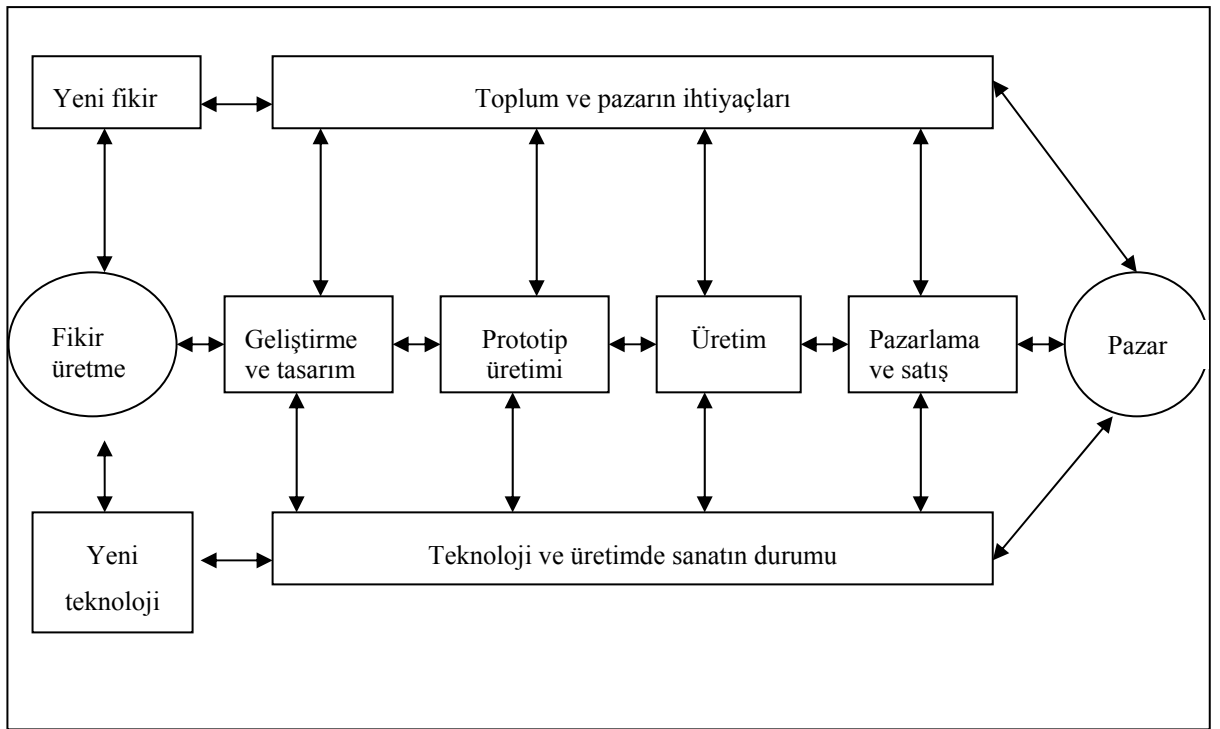 Yeni fikir
Toplum ve pazarın ihtiyaçları
Fikir
üretme
Geliştirme
ve tasarım
Prototip
üretimi
Üretim
Pazarlama
ve satış
Pazar
Yeni
teknoloji
Teknoloji ve üretimde sanatın durumu